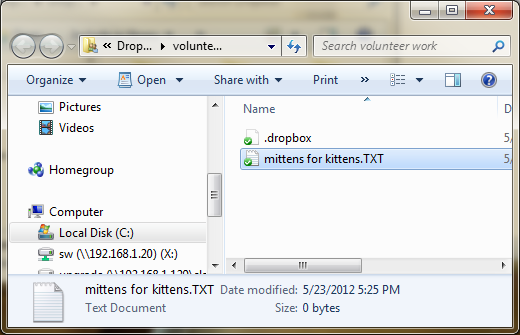 « Drop... ▸ volunte... Search volunteer work
Organize Open Share with Print »
Pictures
Videos
Homegroup
Computer
Local Disk (C:)
sw (\\192.168.1.20) (X:)
Name
.dropbox 5/
mittens for kittens.TXT 5/
mittens for kittens.TXT Date modified: 5/23/2012 5:25 PM
Text Document Size: 0 bytes